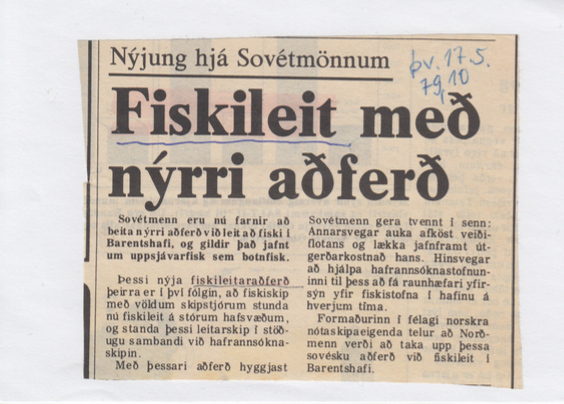 Nýjung hjá Sovétmönnum
Þv. 17.5.
79, 10
Fiskileit með
nýrri aðferð
Sovétmenn eru nú farnir að
beita nýrri aðferð við leit að fiski í
Barentshafi, og gildir það jafnt
um uppsjávarfisk sem botnfisk.
Þessi nýja fiskileitaraðferð
þeirra er í því fólgin, að fiskiskip
með völdum skipstjórum stunda
nú fiskileit á stórum hafsvæðum,
og standa þessi leitarskip í stöð-
ugu sambandi við hafrannsókna-
skipin.
Með þessari aðferð hyggjast
Sovétmenn gera tvennt í senn:
Annarsvegar auka afköst veiði-
flotans og lækka jafnframt út-
gerðarkostnað hans. Hinsvegar
að hjálpa hafrannsóknastofnun-
inni til þess að fá raunhæfari yfir-
sýn yfir fiskistofna í hafinu á
hverjum tíma.
Formaðurinn í félagi norskra
nótaskipaeigenda telur að Norð-
menn verði að taka upp þessa
sovésku aðferð við fiskileit í
Barentshafi.